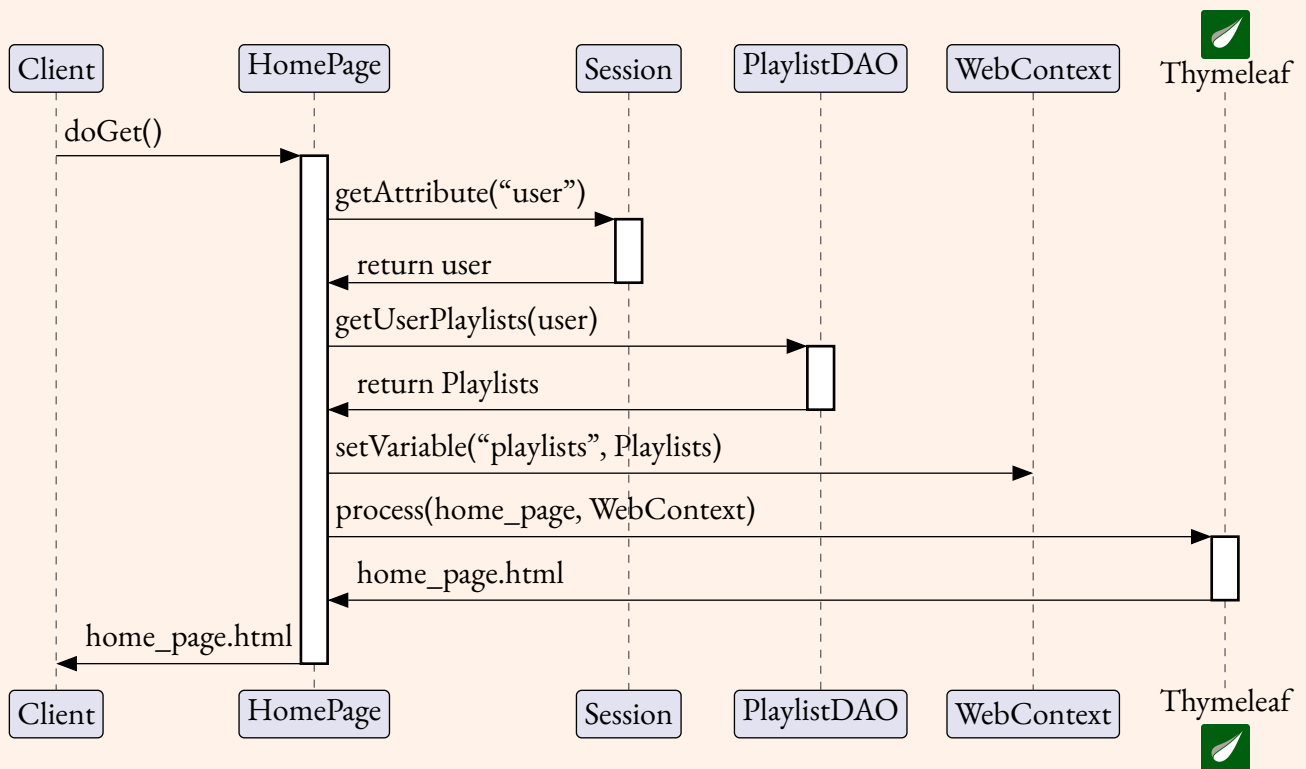 Client
HomePage
Session
PlaylistDAO
WebContext
Thymeleaf
doGet()
getAttribute(“user”)
return user
getUserPlaylists(user)
return Playlists
setVariable(“playlists”, Playlists)
process(home_page, WebContext)
home_page.html
home_page.html
Client
HomePage
Session
PlaylistDAO
WebContext
Thymeleaf